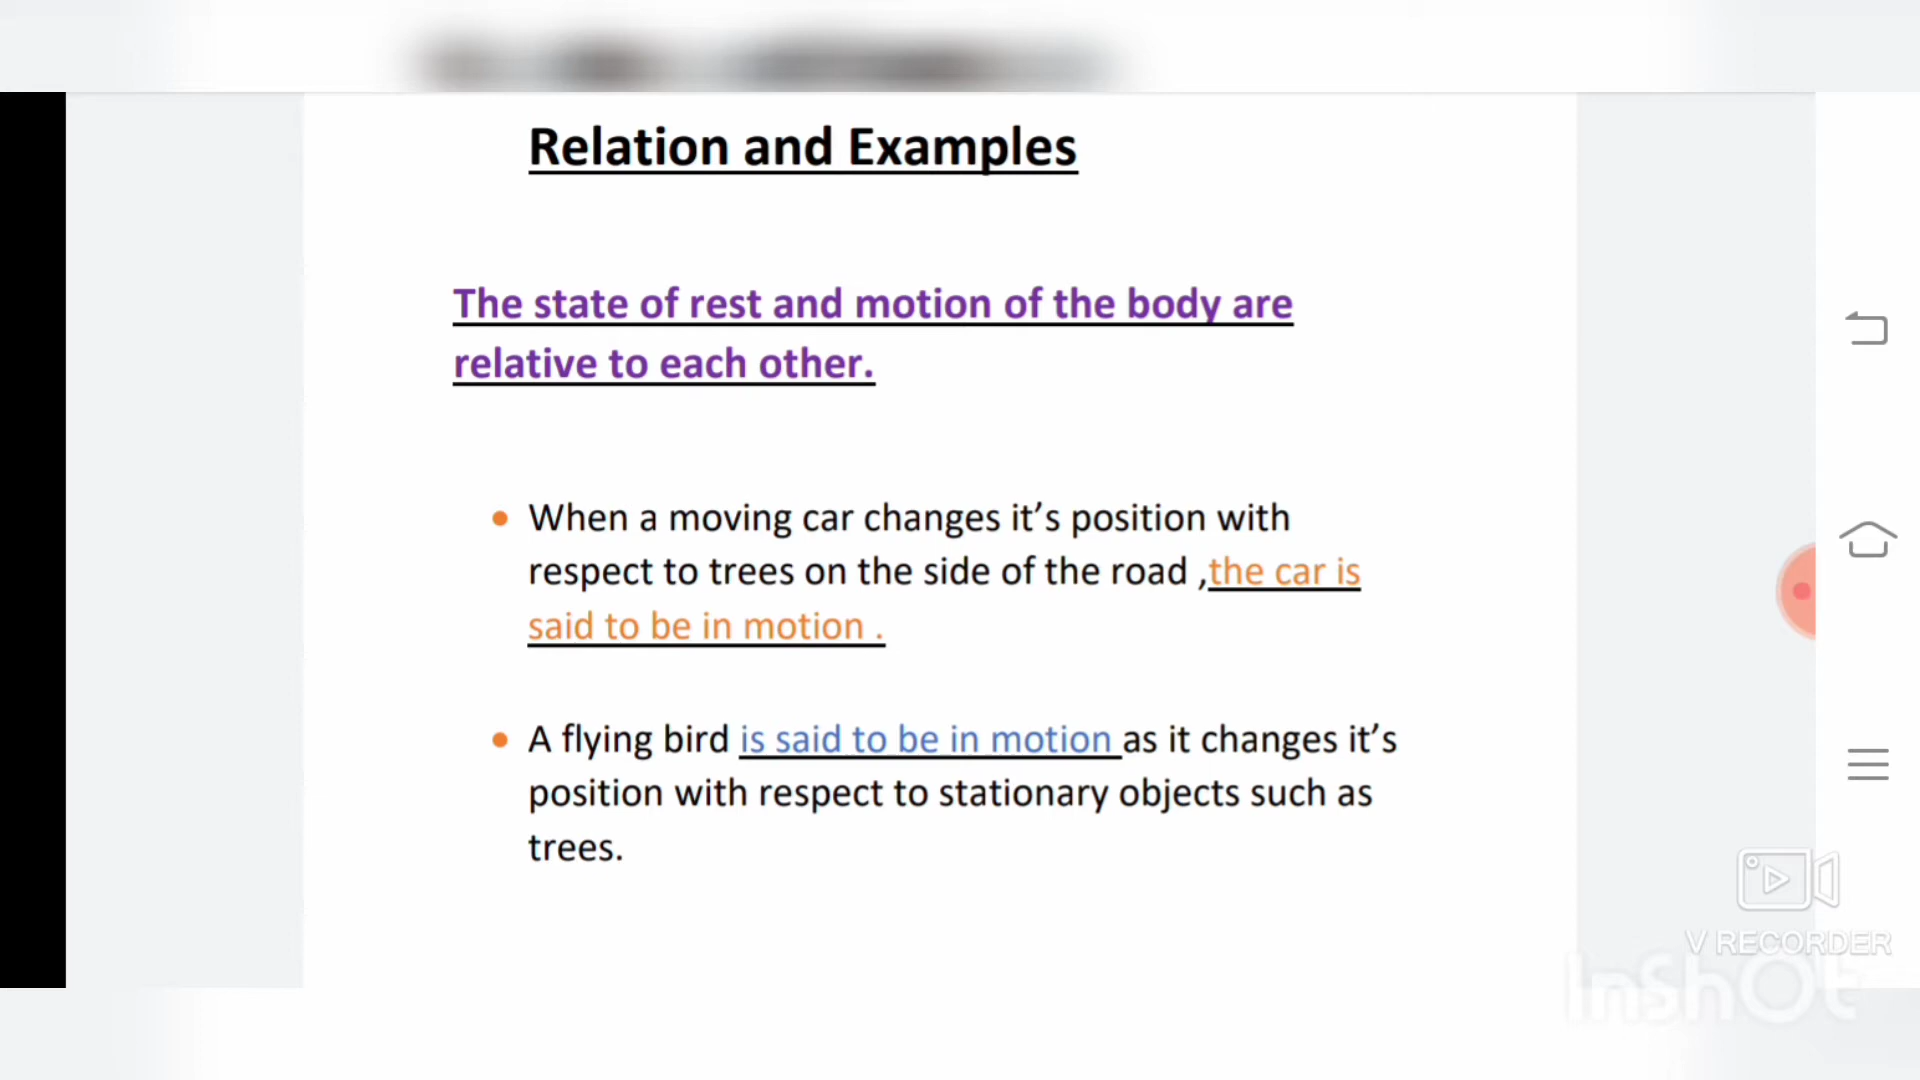 Relation and Examples
The state of rest and motion of the body are
relative to each other.
When a moving car changes it’s position with
respect to trees on the side of the road ,the car is
said to be in motion .
A flying bird is said to be in motion as it changes it’s
position with respect to stationary objects such as
trees.
V RECORDER
InShOt